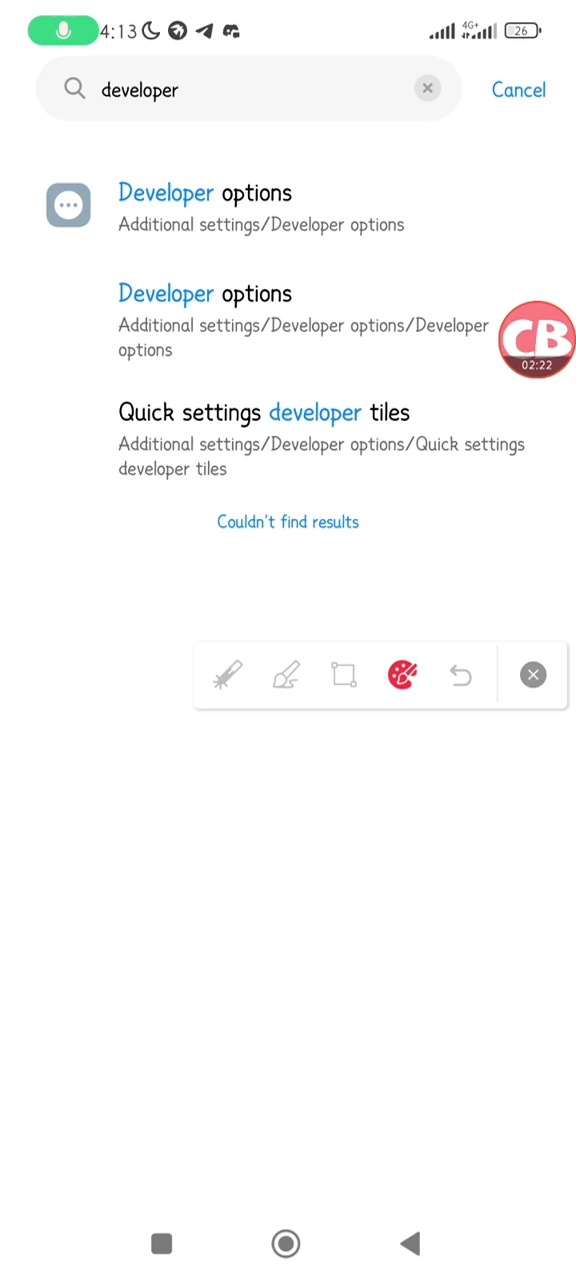 4:13 4G+ 26
developer Cancel
Developer options
Additional settings/Developer options
Developer options
Additional settings/Developer options/Developer
options
CB
02:22
Quick settings developer tiles
Additional settings/Developer options/Quick settings
developer tiles
Couldn't find results